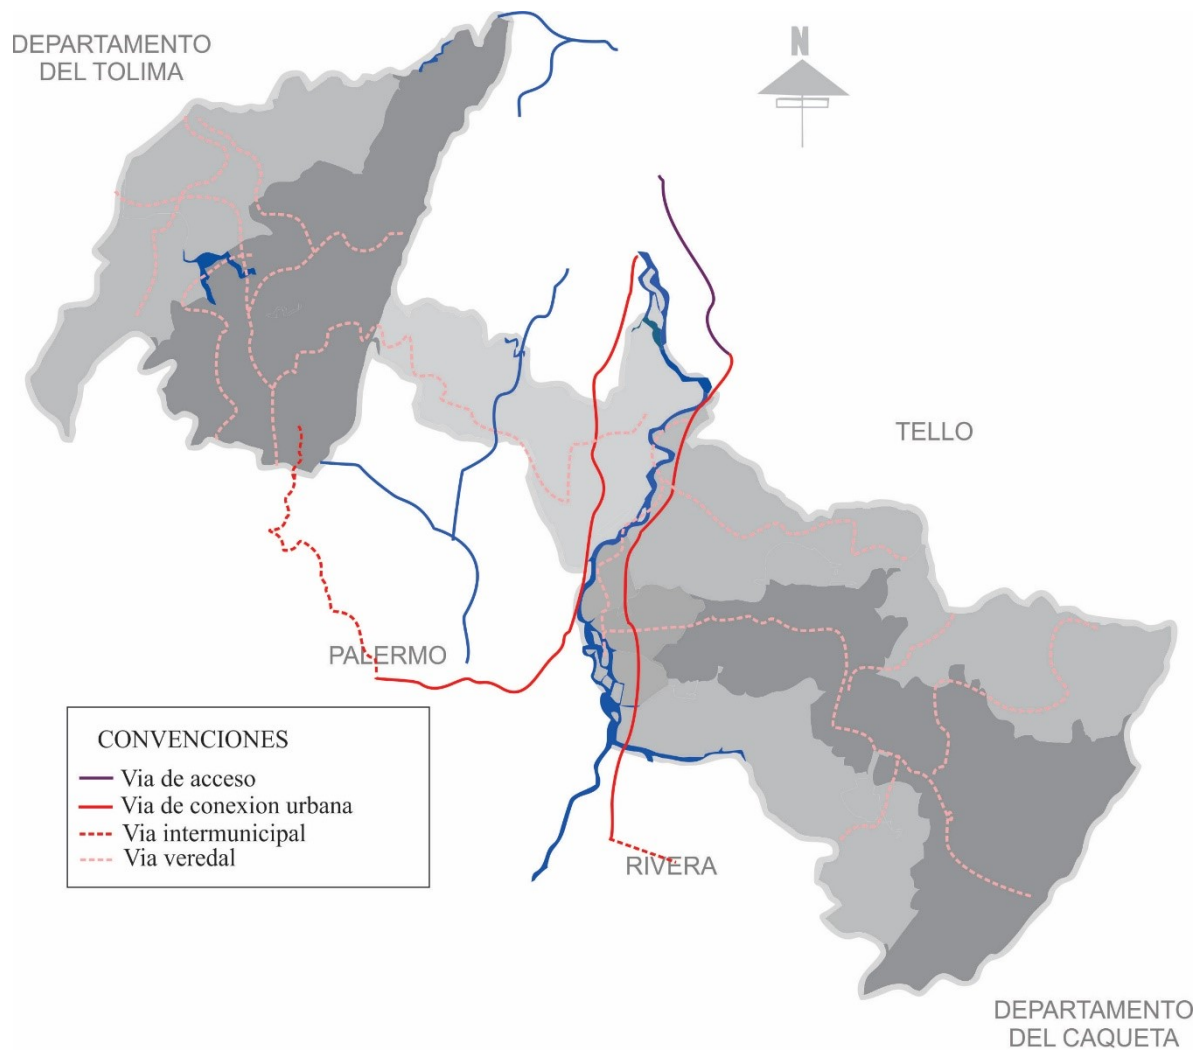 DEPARTAMENTO
DEL TOLIMA
N
TELLO
PALERMO
CONVENCIONES
Via de acceso
Via de conexion urbana
Via intermunicipal
Via veredal
RIVERA
DEPARTAMENTO
DEL CAQUETA